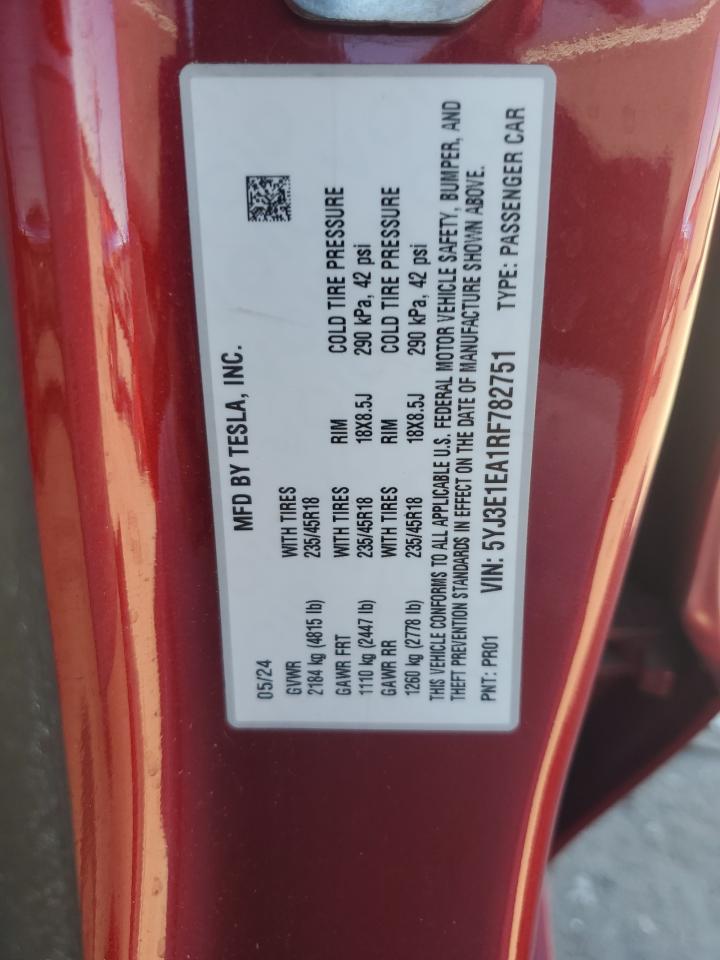 MFD BY TESLA, INC.
05/24
GVWR WITH TIRES
2184 kg (4815 lb) 235/45R18
GAWR FRT WITH TIRES RIM COLD TIRE PRESSURE
1110 kg (2447 lb) 235/45R18 18X8.5J 290 kPa, 42 psi
GAWR RR WITH TIRES RIM COLD TIRE PRESSURE
1260 kg (2778 lb) 235/45R18 18X8.5J 290 kPa, 42 psi
THIS VEHICLE CONFORMS TO ALL APPLICABLE U.S. FEDERAL MOTOR VEHICLE SAFETY, BUMPER, AND
THEFT PREVENTION STANDARDS IN EFFECT ON THE DATE OF MANUFACTURE SHOWN ABOVE.
PNT: PR01 VIN: 5YJ3E1EA1RF782751 TYPE: PASSENGER CAR